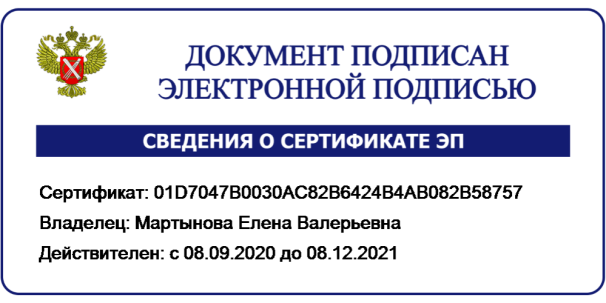 ДОКУМЕНТ ПОДПИСАН
ЭЛЕКТРОННОЙ ПОДПИСЬЮ
СВЕДЕНИЯ О СЕРТИФИКАТЕ ЭП
Сертификат: 01D7047B0030AC82B6424B4AB082B58757
Владелец: Мартынова Елена Валерьевна
Действителен: с 08.09.2020 до 08.12.2021